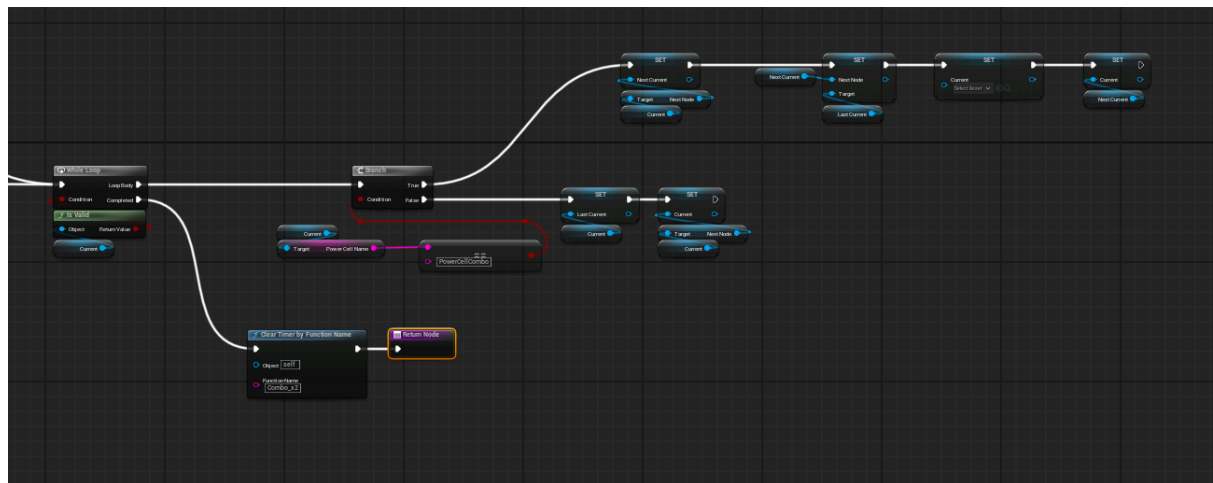 SET
Next Current
Target Next Node
Current
Next Current
SET
Next Node
Target
Last Current
SET
Current
Select Asset
SET
Current
Next Current
While Loop
Loop Body
Condition Completed
Is Valid
Object Return Value
Current
Branch
True
Condition False
Current
Target Power Cell Name
==
PowerCellCombo
SET
Last Current
Current
SET
Current
Target Next Node
Current
Clear Timer by Function Name
Object self
Function Name
Combo_x2
Return Node